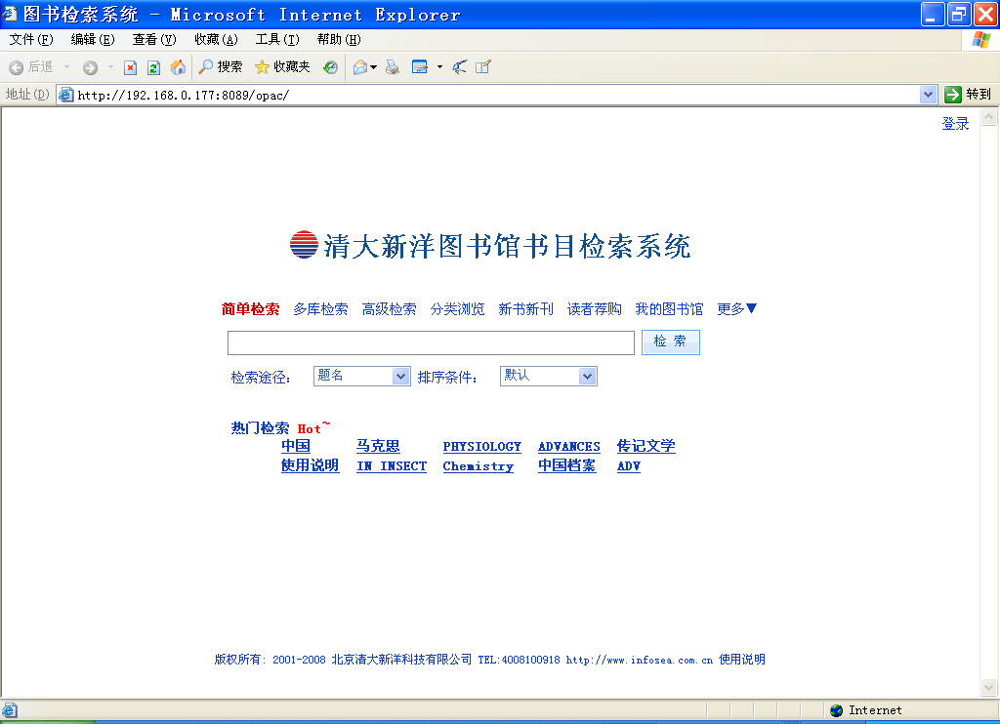 图书检索系统 - Microsoft Internet Explorer
文件(F) 编辑(E) 查看(V) 收藏(A) 工具(T) 帮助(H)
后退 搜索 收藏夹
地址(D) http://192.168.0.177:8089/opac/ 转到
登录
清大新洋图书馆书目检索系统
简单检索 多库检索 高级检索 分类浏览 新书新刊 读者荐购 我的图书馆 更多▼
检 索
检索途径: 题名 排序条件: 默认
热门检索 Hot~
中国 马克思 PHYSIOLOGY ADVANCES 传记文学
使用说明 IN INSECT Chemistry 中国档案 ADV
版权所有: 2001-2008 北京清大新洋科技有限公司 TEL:4008100918 http://www.infosea.com.cn 使用说明
Internet